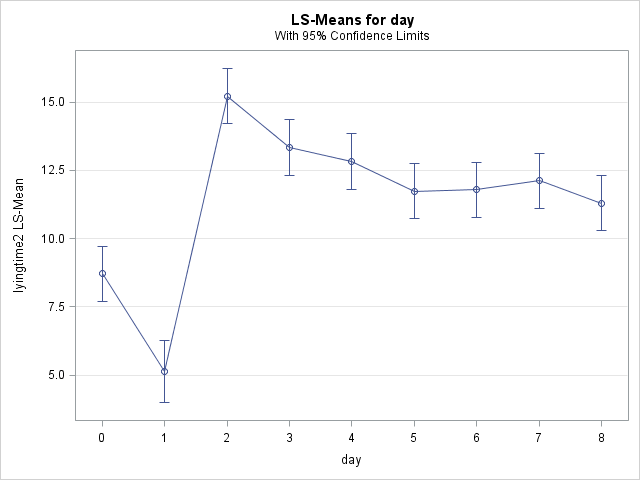 LS-Means for day
With 95% Confidence Limits
lyingtime2 LS-Mean
15.0
12.5
10.0
7.5
5.0
0 1 2 3 4 5 6 7 8
day